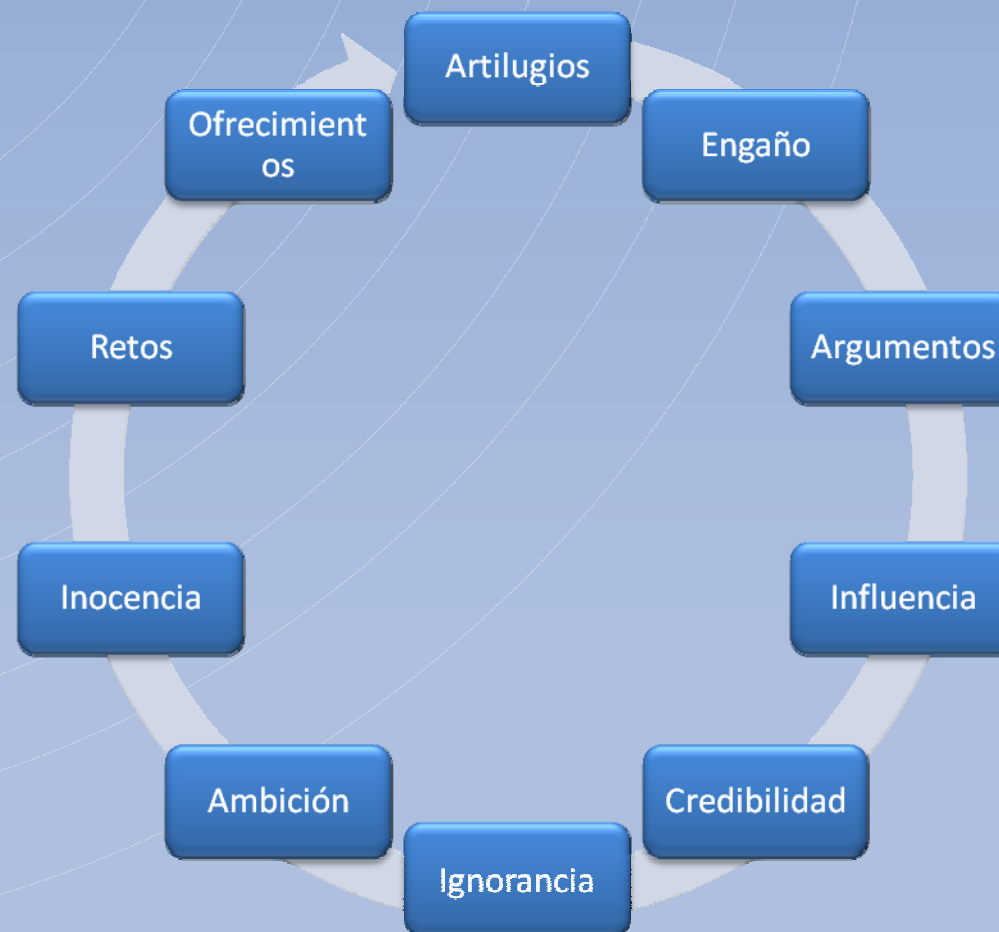 Artilugios
Engaño
Argumentos
Influencia
Credibilidad
Ignorancia
Ambición
Inocencia
Retos
Ofrecimient
os